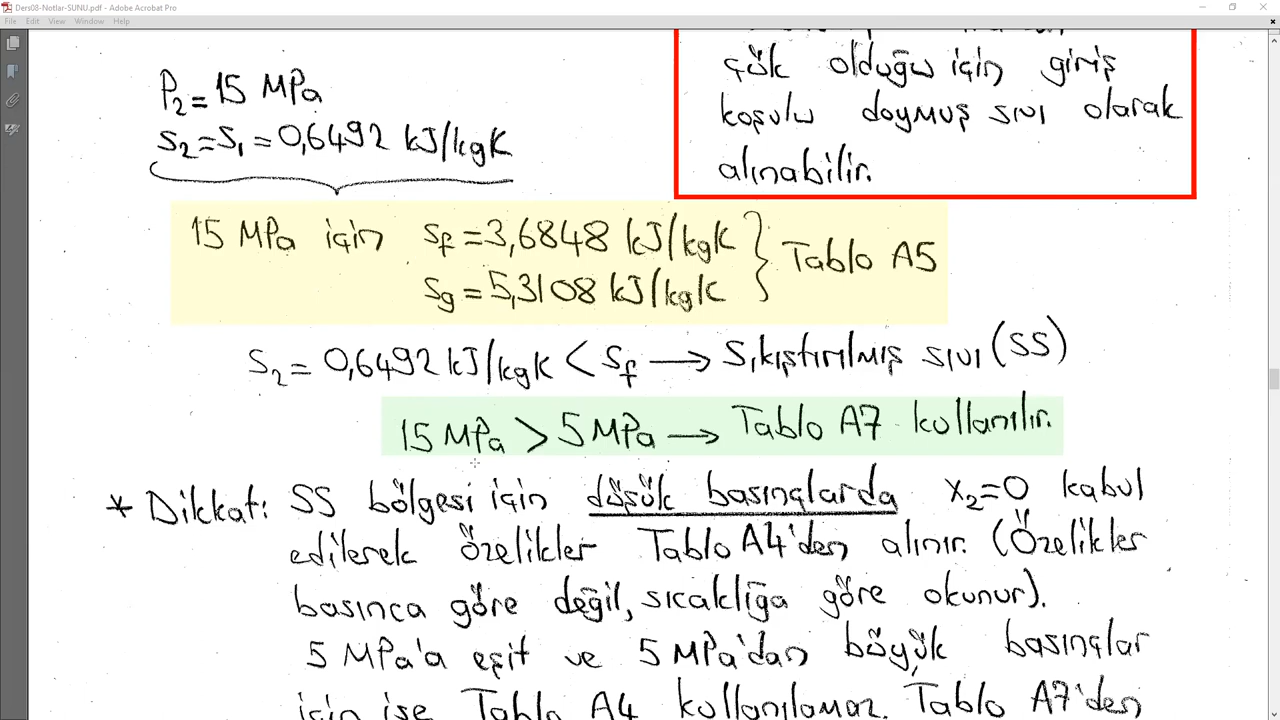 Ders08-Notlar-SUNU.pdf - Adobe Acrobat Pro
File Edit View Window Help
çük olduğu için giriş
koşulu doymuş sıvı olarak
alınabilir.
P₂=15 MPa
s₂=s₁=0,6492 kJ/kgK
15 MPa için sf=3,6848 kJ/kgK
sg=5,3108 kJ/kgK } Tablo A5
s₂=0,6492 kJ/kgK < sf → Sıkıştırılmış sıvı (SS)
15 MPa > 5 MPa → Tablo A7 kullanılır.
* Dikkat: SS bölgesi için düşük basınçlarda x₂=0 kabul
edilerek özelikler Tablo A4'den alınır. (Özelikler
basınca göre değil, sıcaklığa göre okunur).
5 MPa'a eşit ve 5 MPa'dan büyük basınçlar
için ise Tablo A4 kullanılamaz. Tablo A7'den